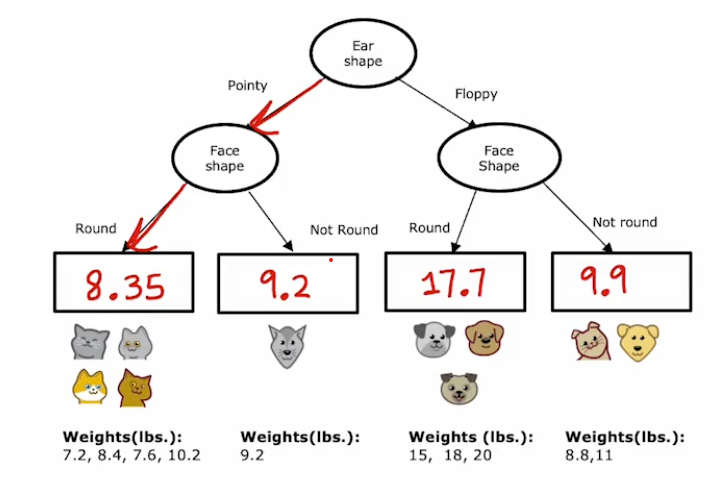 Ear
shape
Pointy
Floppy
Face
shape
Face
Shape
Round
Not Round
Round
Not round
8.35
9.2
17.7
9.9
Weights(lbs.):
7.2, 8.4, 7.6, 10.2
Weights(lbs.):
9.2
Weights (lbs.):
15, 18, 20
Weights(lbs.):
8.8,11